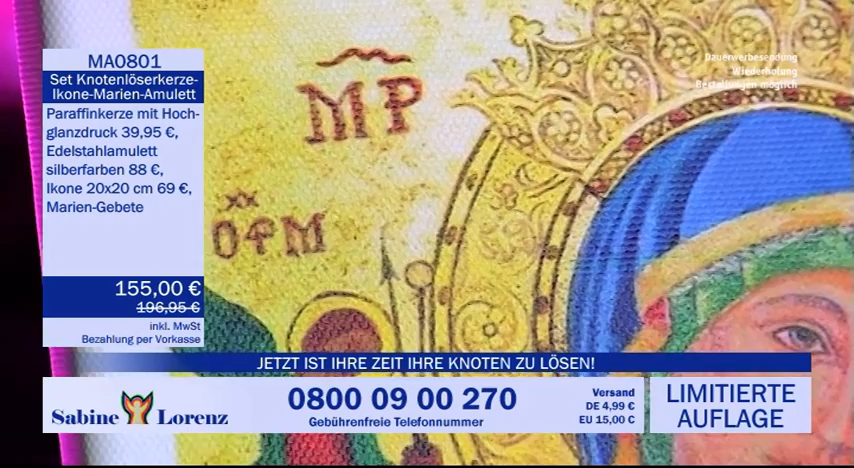 MA0801
Set Knotenlöserkerze-
Ikone-Marien-Amulett
Paraffinkerze mit Hoch-
glanzdruck 39,95 €,
Edelstahlamulett
silberfarben 88 €,
Ikone 20x20 cm 69 €,
Marien-Gebete
155,00 €
196,95 €
inkl. MwSt
Bezahlung per Vorkasse
Dauerwerbesendung
Wiederholung
Bestellungen möglich
MP
JETZT IST IHRE ZEIT IHRE KNOTEN ZU LÖSEN!
Sabine Lorenz
0800 09 00 270
Gebührenfreie Telefonnummer
Versand
DE 4,99 €
EU 15,00 €
LIMITIERTE
AUFLAGE